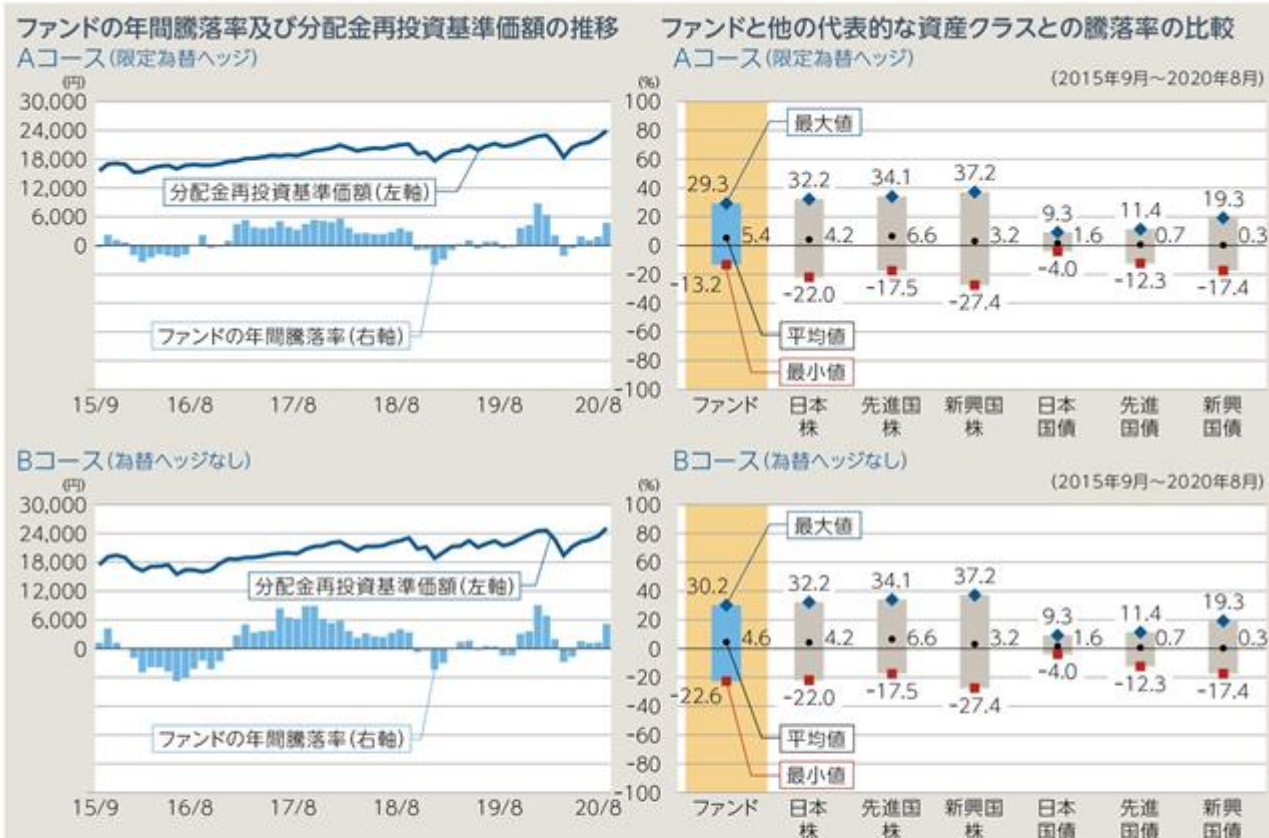 ファンドの年間騰落率及び分配金再投資基準価額の推移
Aコース(限定為替ヘッジ)
(円)
30,000
24,000
18,000
12,000
6,000
0
分配金再投資基準価額(左軸)
ファンドの年間騰落率(右軸)
15/9 16/8 17/8 18/8 19/8 20/8
ファンドと他の代表的な資産クラスとの騰落率の比較
Aコース(限定為替ヘッジ)
(2015年9月~2020年8月)
(%)
100
80
60
40
20
0
-20
-40
-60
-80
-100
最大値
平均値
最小値
29.3 32.2 34.1 37.2 9.3 11.4 19.3
5.4 4.2 6.6 3.2 1.6 0.7 0.3
-13.2 -22.0 -17.5 -27.4 -4.0 -12.3 -17.4
ファンド 日本株 先進国株 新興国株 日本国債 先進国債 新興国債
Bコース(為替ヘッジなし)
(円)
30,000
24,000
18,000
12,000
6,000
0
分配金再投資基準価額(左軸)
ファンドの年間騰落率(右軸)
15/9 16/8 17/8 18/8 19/8 20/8
Bコース(為替ヘッジなし)
(2015年9月~2020年8月)
(%)
100
80
60
40
20
0
-20
-40
-60
-80
-100
最大値
平均値
最小値
30.2 32.2 34.1 37.2 9.3 11.4 19.3
4.6 4.2 6.6 3.2 1.6 0.7 0.3
-22.6 -22.0 -17.5 -27.4 -4.0 -12.3 -17.4
ファンド 日本株 先進国株 新興国株 日本国債 先進国債 新興国債